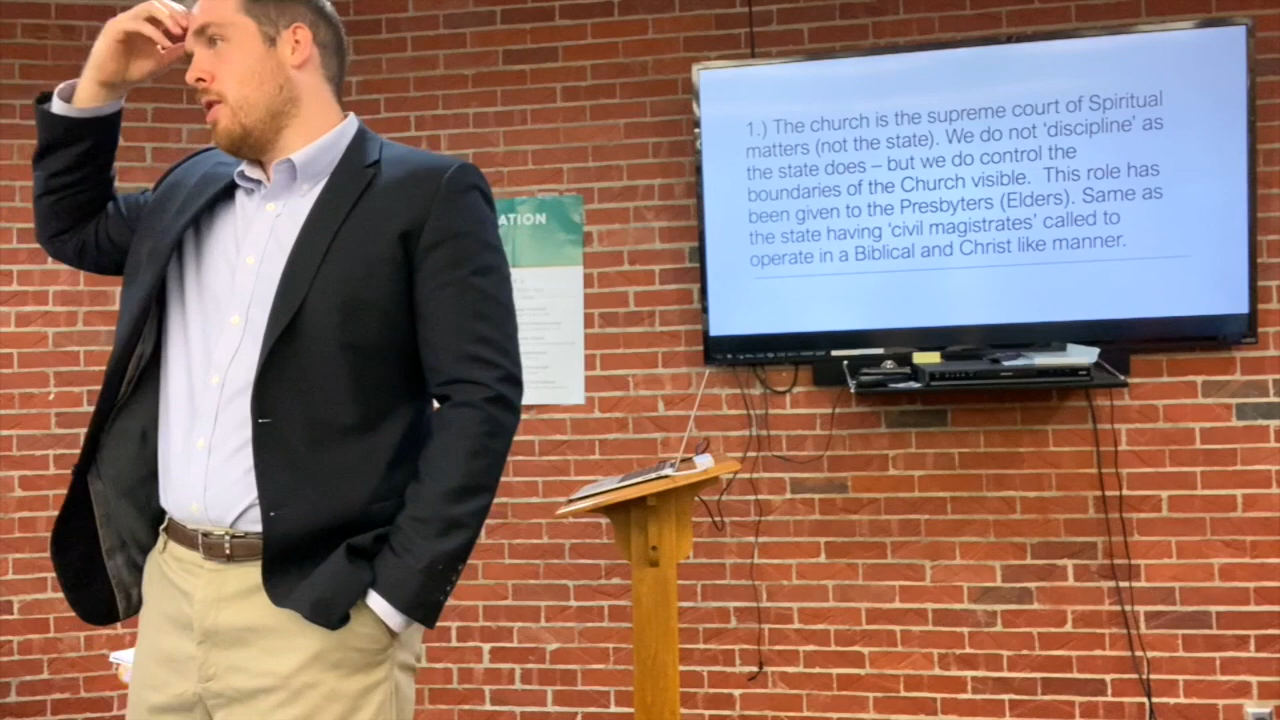 1.) The church is the supreme court of Spiritual
matters (not the state). We do not ‘discipline’ as
the state does – but we do control the
boundaries of the Church visible.  This role has
been given to the Presbyters (Elders). Same as
the state having ‘civil magistrates’ called to
operate in a Biblical and Christ like manner.
ATION